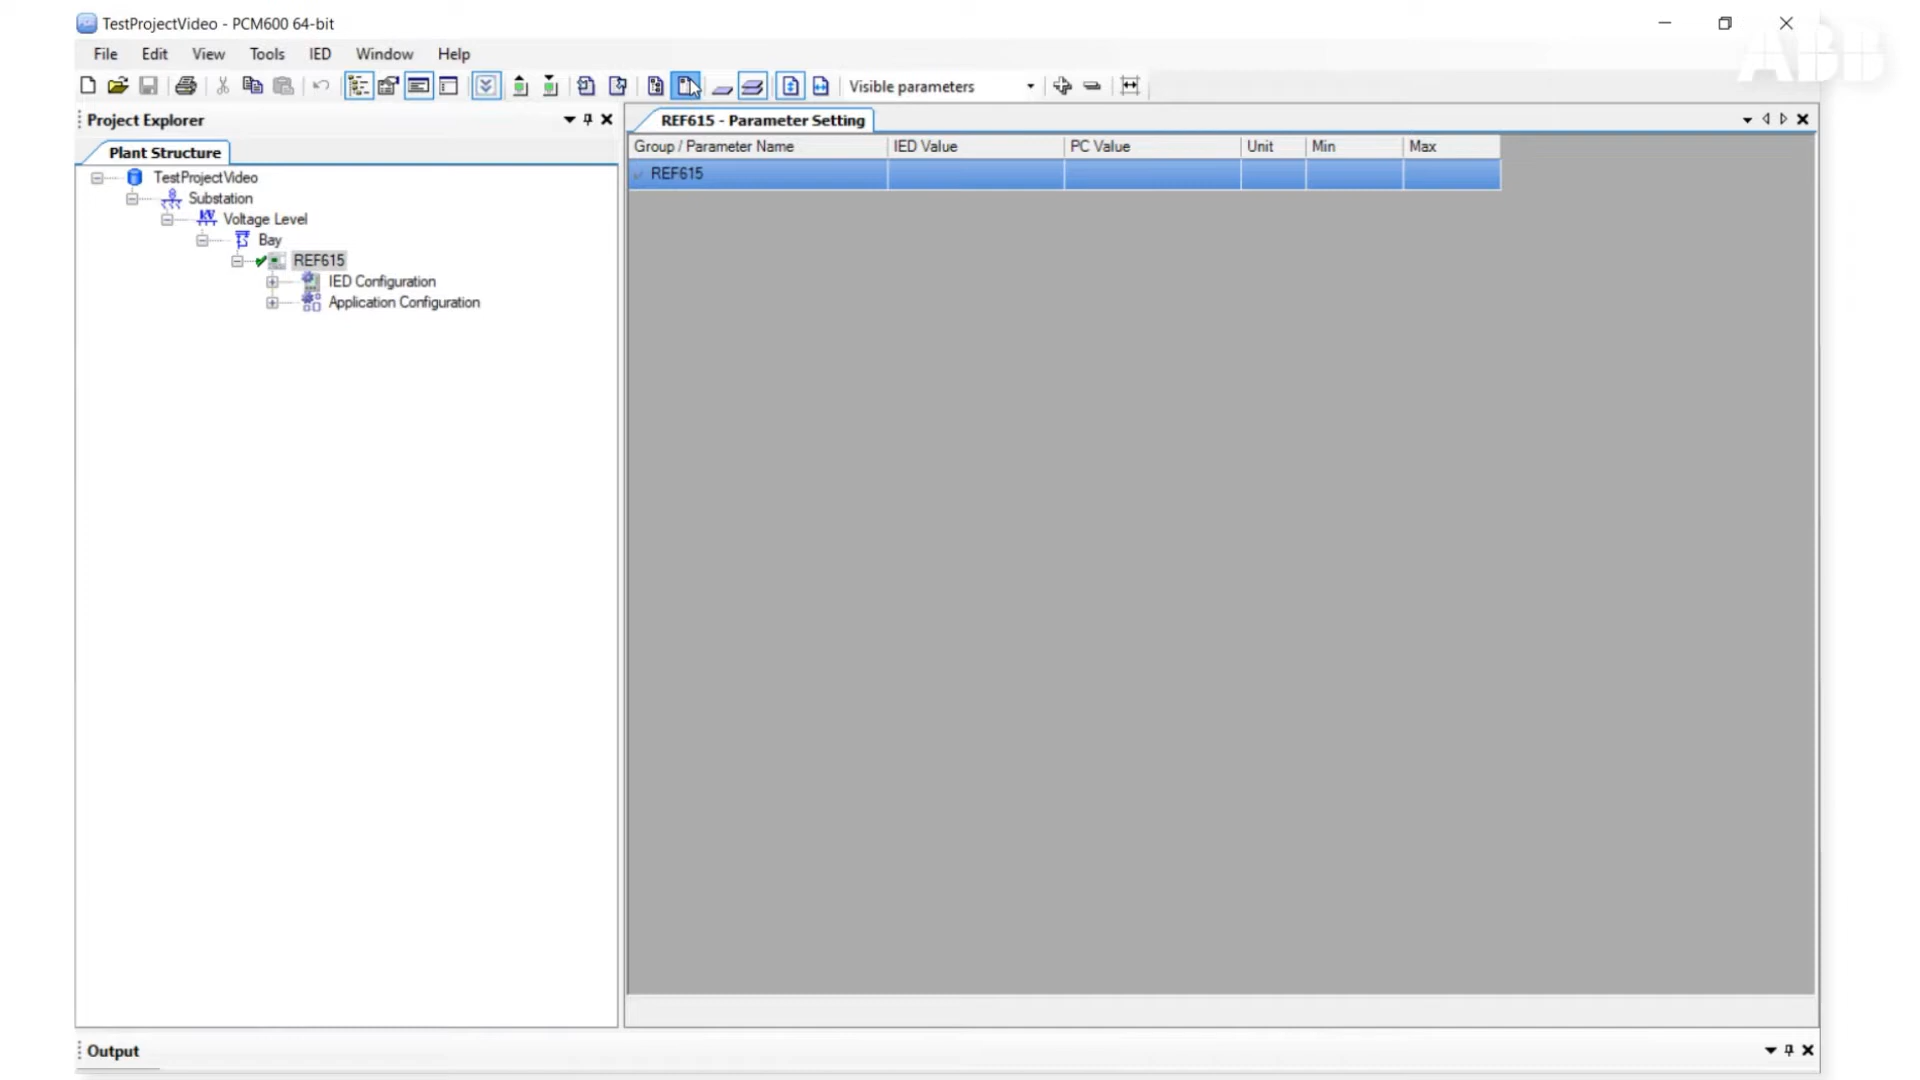 TestProjectVideo - PCM600 64-bit
ABB
File Edit View Tools IED Window Help
Visible parameters
Project Explorer
REF615 - Parameter Setting
Plant Structure
Group / Parameter Name IED Value PC Value Unit Min Max
REF615
TestProjectVideo
Substation
Voltage Level
Bay
REF615
IED Configuration
Application Configuration
Output